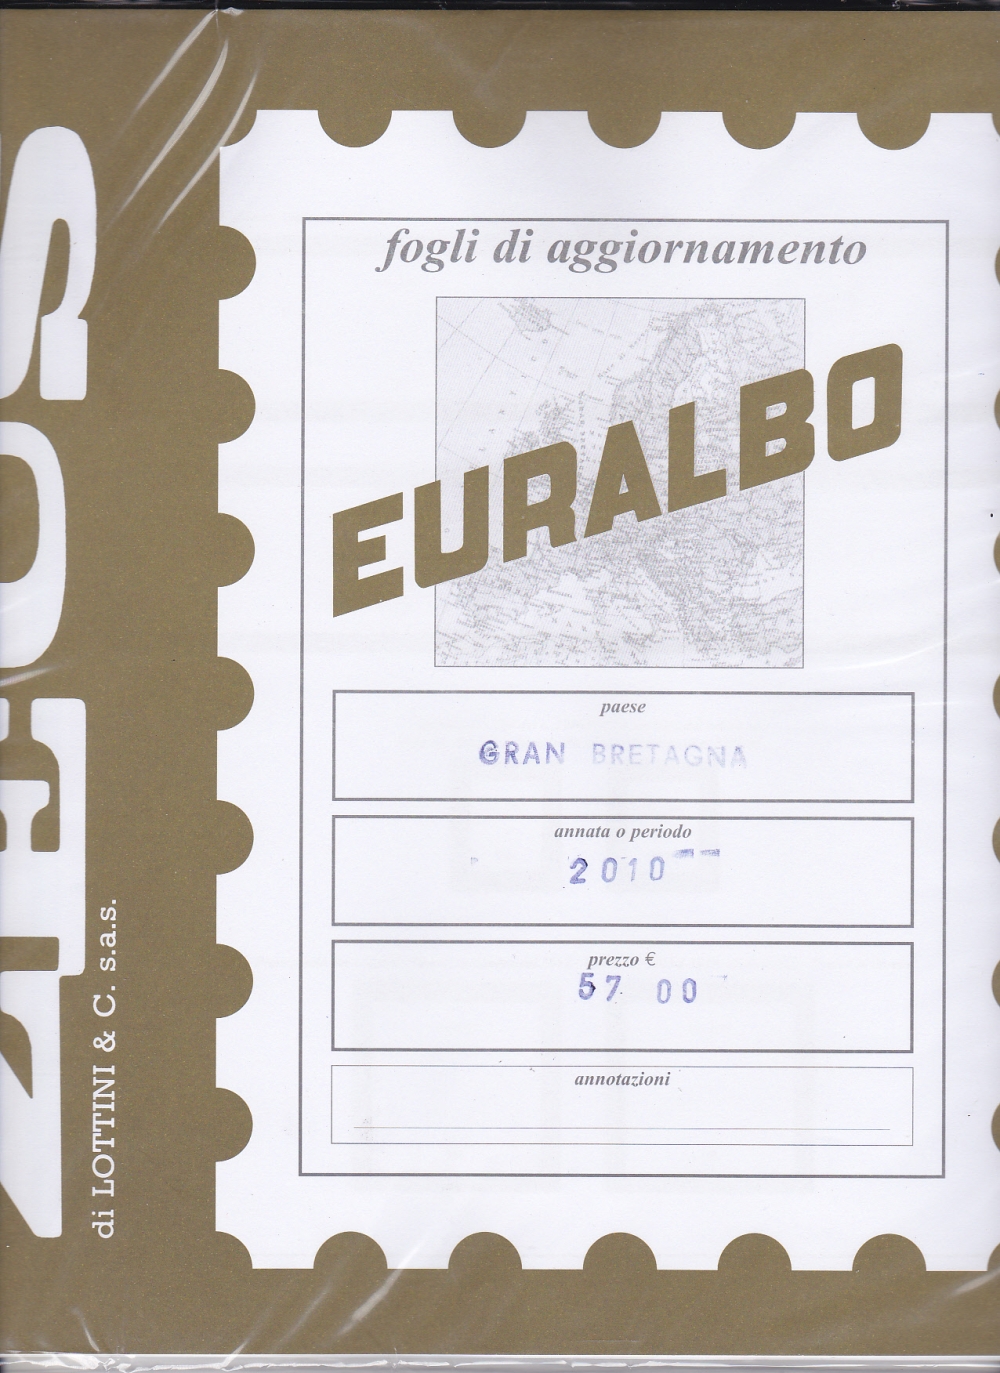 ZEUS
di LOTTINI & C. s.a.s.
fogli di aggiornamento
EURALBO
paese
GRAN BRETAGNA
annata o periodo
2010
prezzo €
57 00
annotazioni